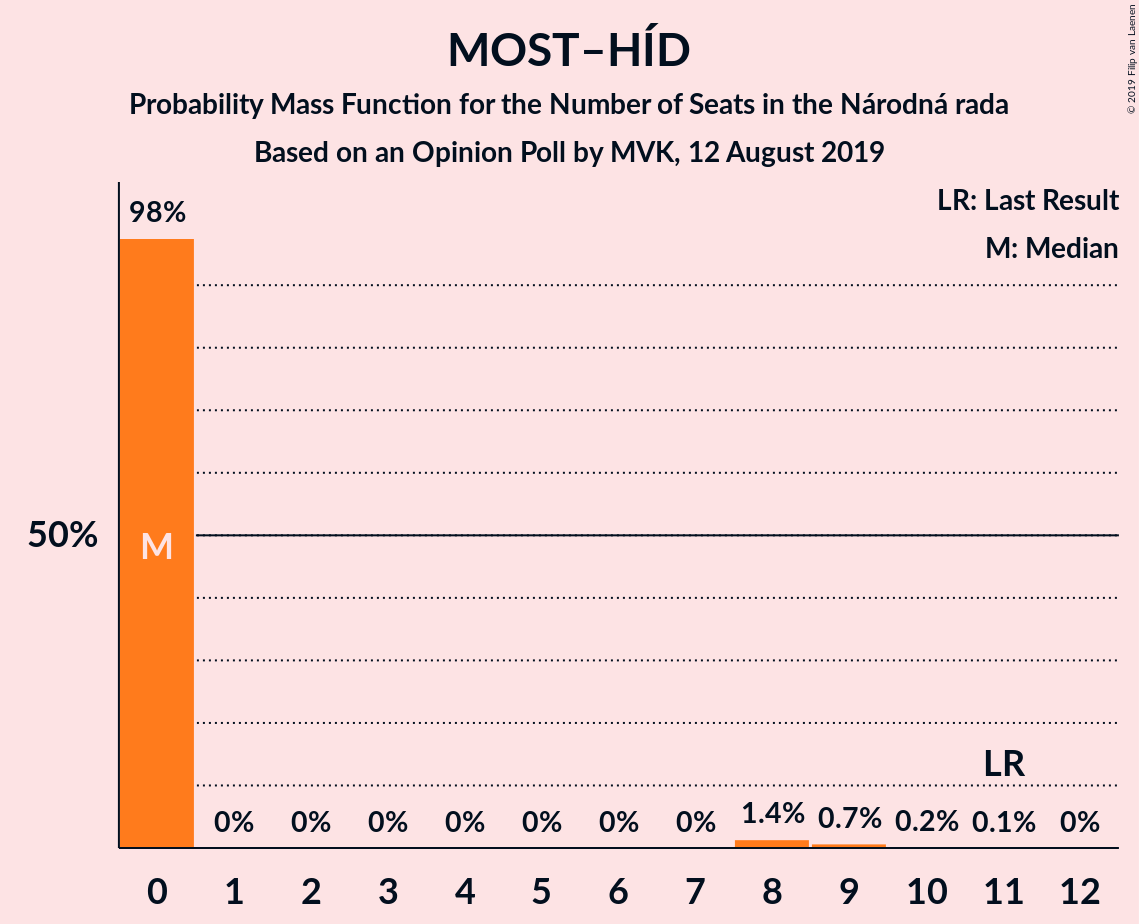 MOST–HÍD
Probability Mass Function for the Number of Seats in the Národná rada
Based on an Opinion Poll by MVK, 12 August 2019
© 2019 Filip van Laenen
LR: Last Result
M: Median
98%
50%
M
LR
0% 0% 0% 0% 0% 0% 0% 1.4% 0.7% 0.2% 0.1% 0%
0 1 2 3 4 5 6 7 8 9 10 11 12